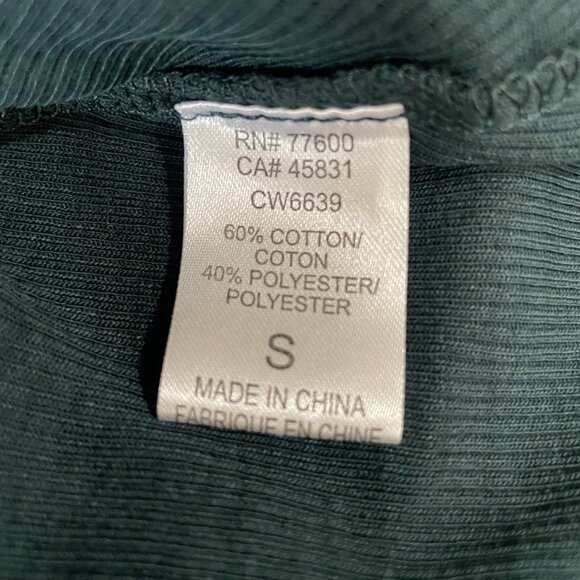 RN# 77600
CA# 45831
CW6639
60% COTTON/
COTON
40% POLYESTER/
POLYESTER
S
MADE IN CHINA
FABRIQUE EN CHINE